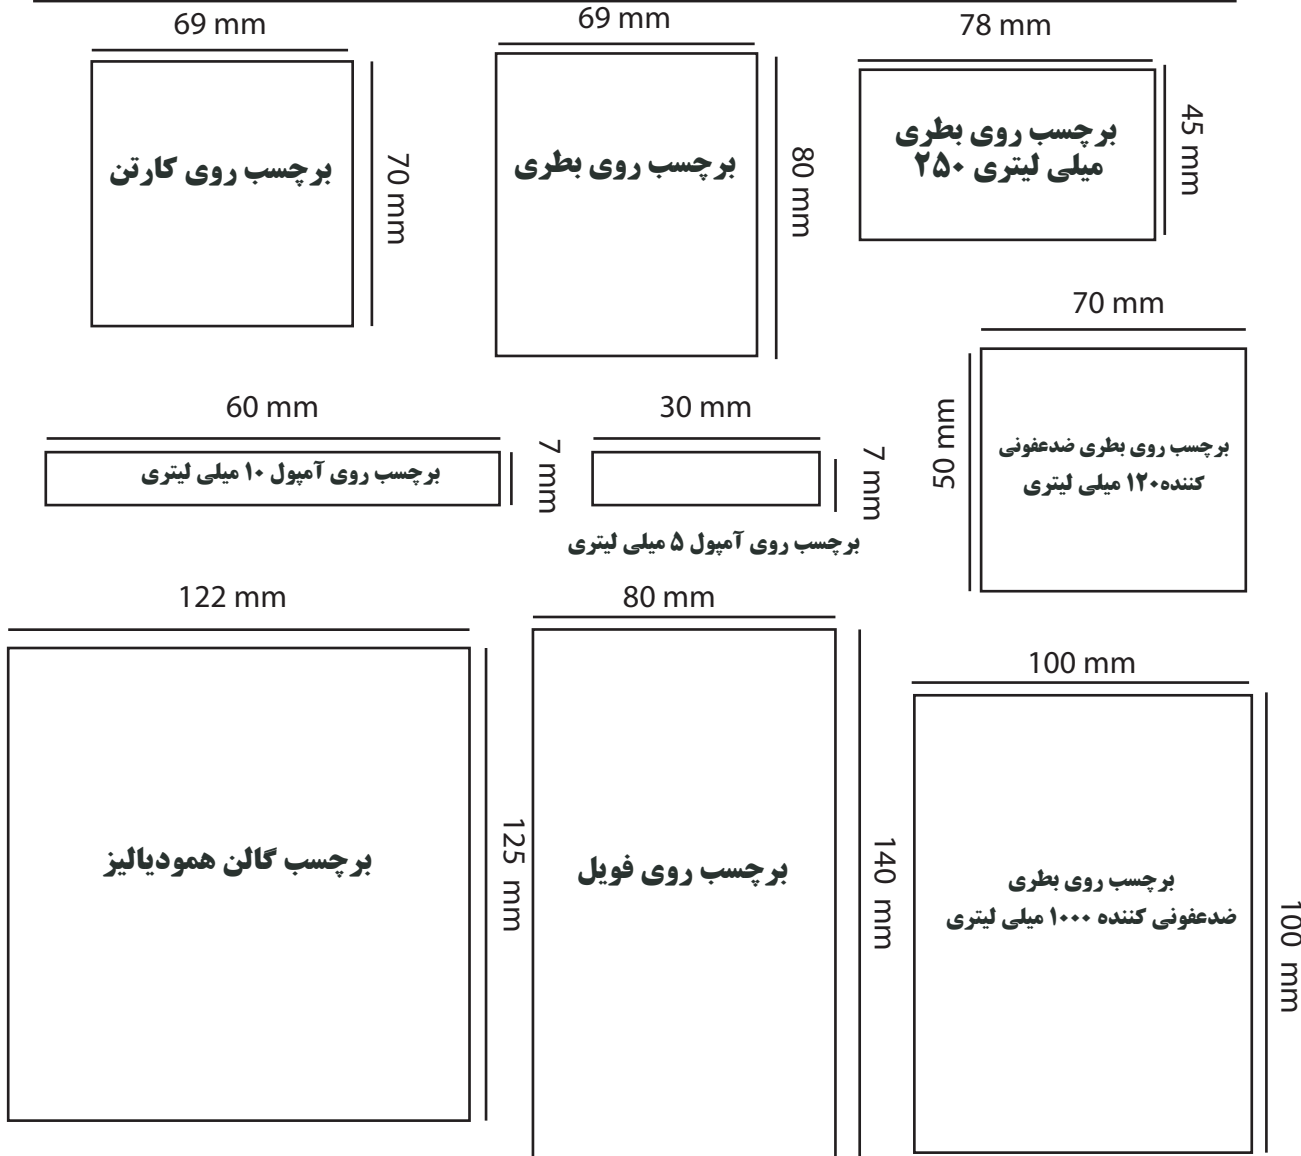 69 mm
69 mm
78 mm
برچسب روی کارتن
70 mm
برچسب روی بطری
80 mm
برچسب روی بطری
میلی لیتری ۲۵۰
45 mm
60 mm
برچسب روی آمپول ۱۰ میلی لیتری
7 mm
30 mm
7 mm
برچسب روی آمپول ۵ میلی لیتری
70 mm
50 mm
برچسب روی بطری ضدعفونی
کننده۱۲۰ میلی لیتری
122 mm
برچسب گالن همودیالیز
125 mm
80 mm
برچسب روی فویل
140 mm
100 mm
برچسب روی بطری
ضدعفونی کننده ۱۰۰۰ میلی لیتری
100 mm